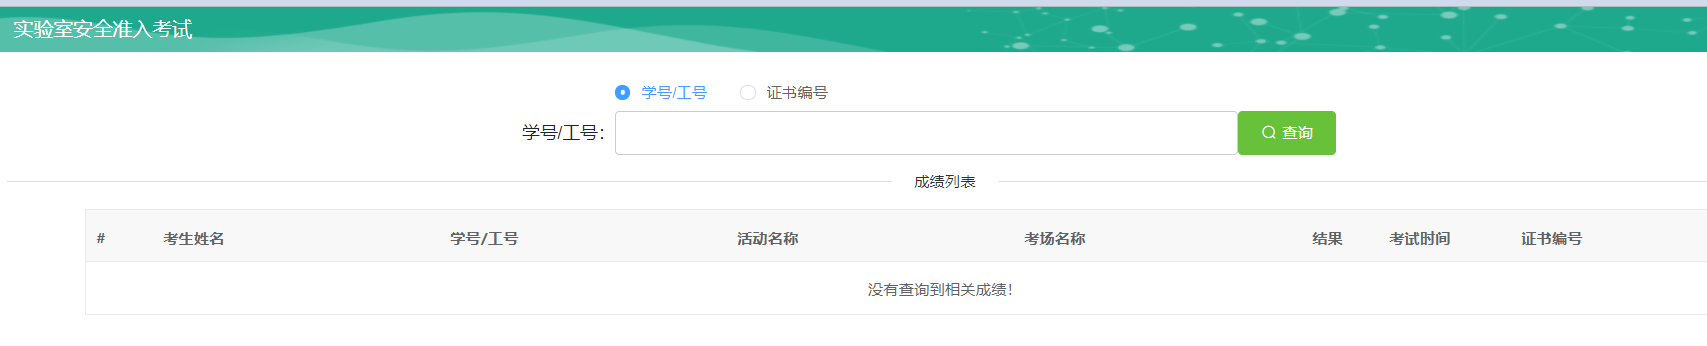 实验室安全准入考试
学号/工号 证书编号
学号/工号: 查询
成绩列表
# 考生姓名 学号/工号 活动名称 考场名称 结果 考试时间 证书编号
没有查询到相关成绩!